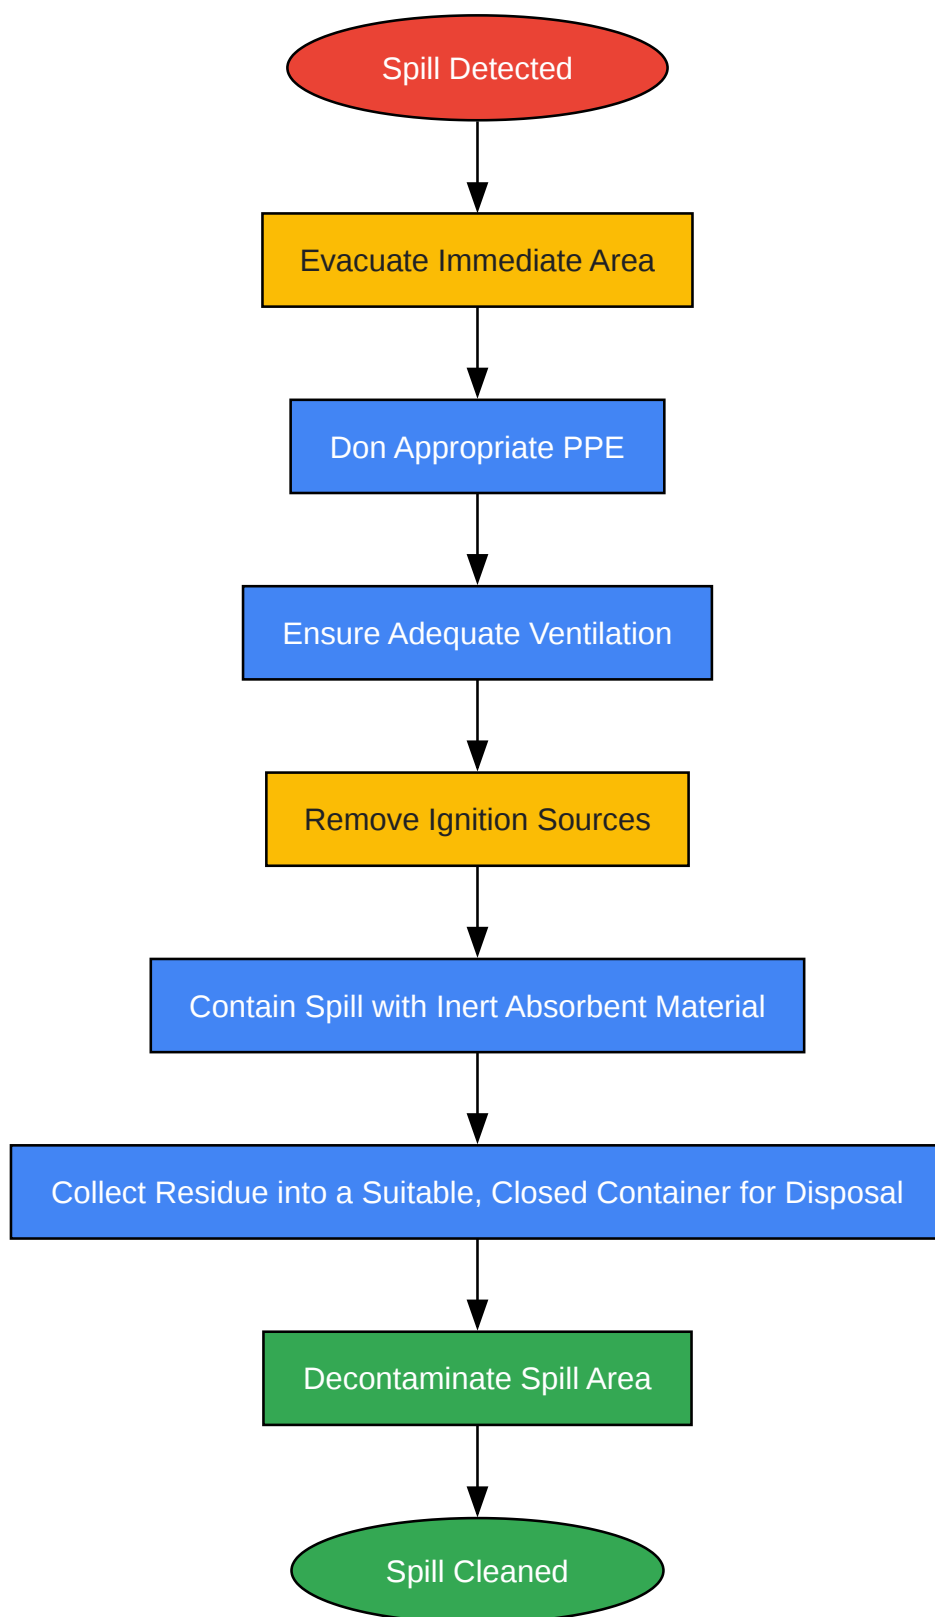 Spill Detected
Evacuate Immediate Area
Don Appropriate PPE
Ensure Adequate Ventilation
Remove Ignition Sources
Contain Spill with Inert Absorbent Material
Collect Residue into a Suitable, Closed Container for Disposal
Decontaminate Spill Area
Spill Cleaned